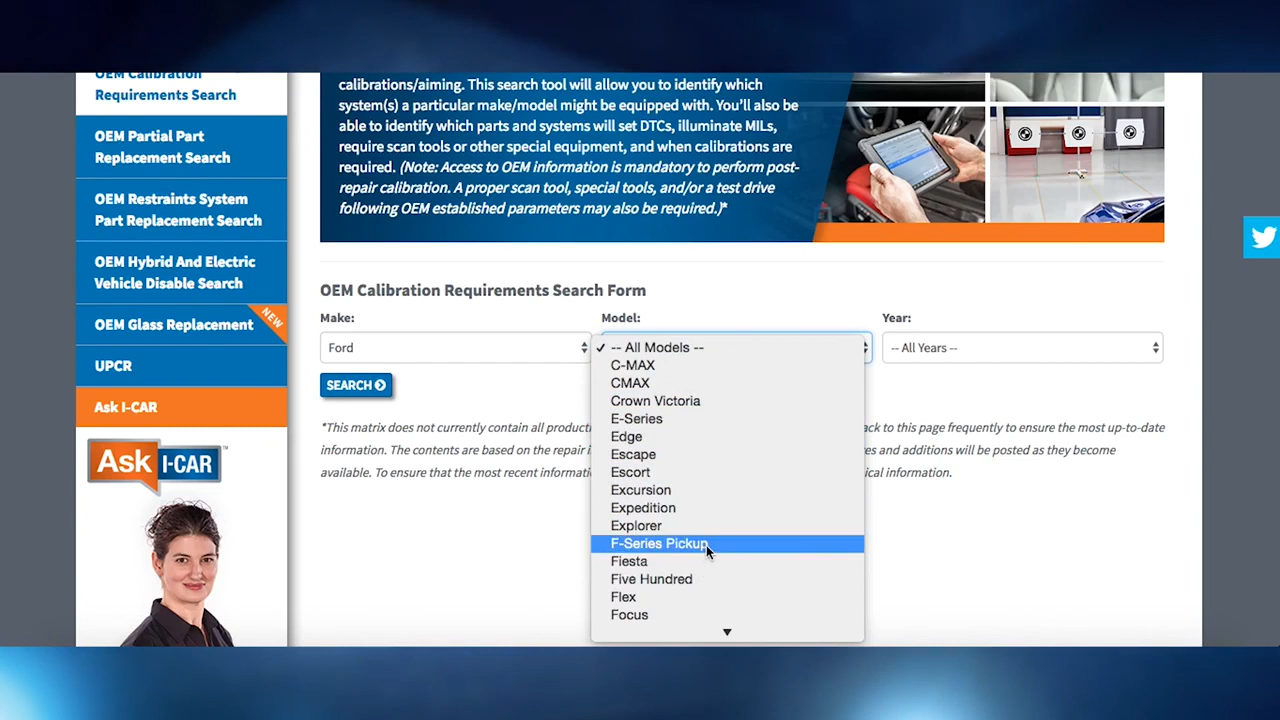 OEM Calibration
Requirements Search
OEM Partial Part
Replacement Search
OEM Restraints System
Part Replacement Search
OEM Hybrid And Electric
Vehicle Disable Search
OEM Glass Replacement
NEW
UPCR
Ask I-CAR
Ask I-CAR™
calibrations/aiming. This search tool will allow you to identify which
system(s) a particular make/model might be equipped with. You'll also be
able to identify which parts and systems will set DTCs, illuminate MILs,
require scan tools or other special equipment, and when calibrations are
required. (Note: Access to OEM information is mandatory to perform post-
repair calibration. A proper scan tool, special tools, and/or a test drive
following OEM established parameters may also be required.)*
OEM Calibration Requirements Search Form
Make:
Model:
Year:
Ford
✓ -- All Models --
-- All Years --
C-MAX
CMAX
Crown Victoria
E-Series
Edge
Escape
Escort
Excursion
Expedition
Explorer
F-Series Pickup
Fiesta
Five Hundred
Flex
Focus
SEARCH
*This matrix does not currently contain all product
ck to this page frequently to ensure the most up-to-date
information. The contents are based on the repair i
es and additions will be posted as they become
available. To ensure that the most recent informatio
ical information.